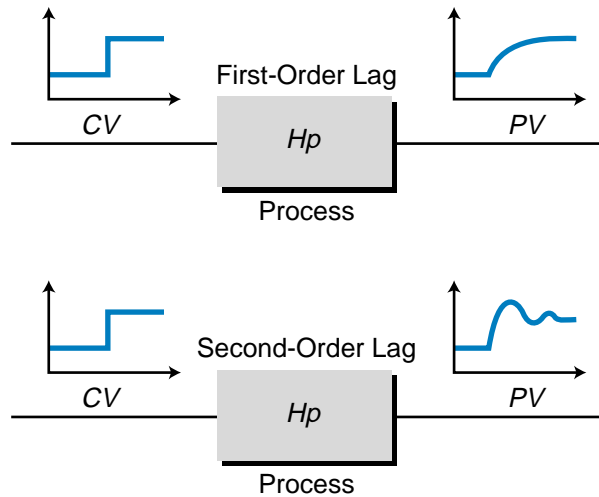 First-Order Lag
CV
Hp
PV
Process
Second-Order Lag
CV
Hp
PV
Process